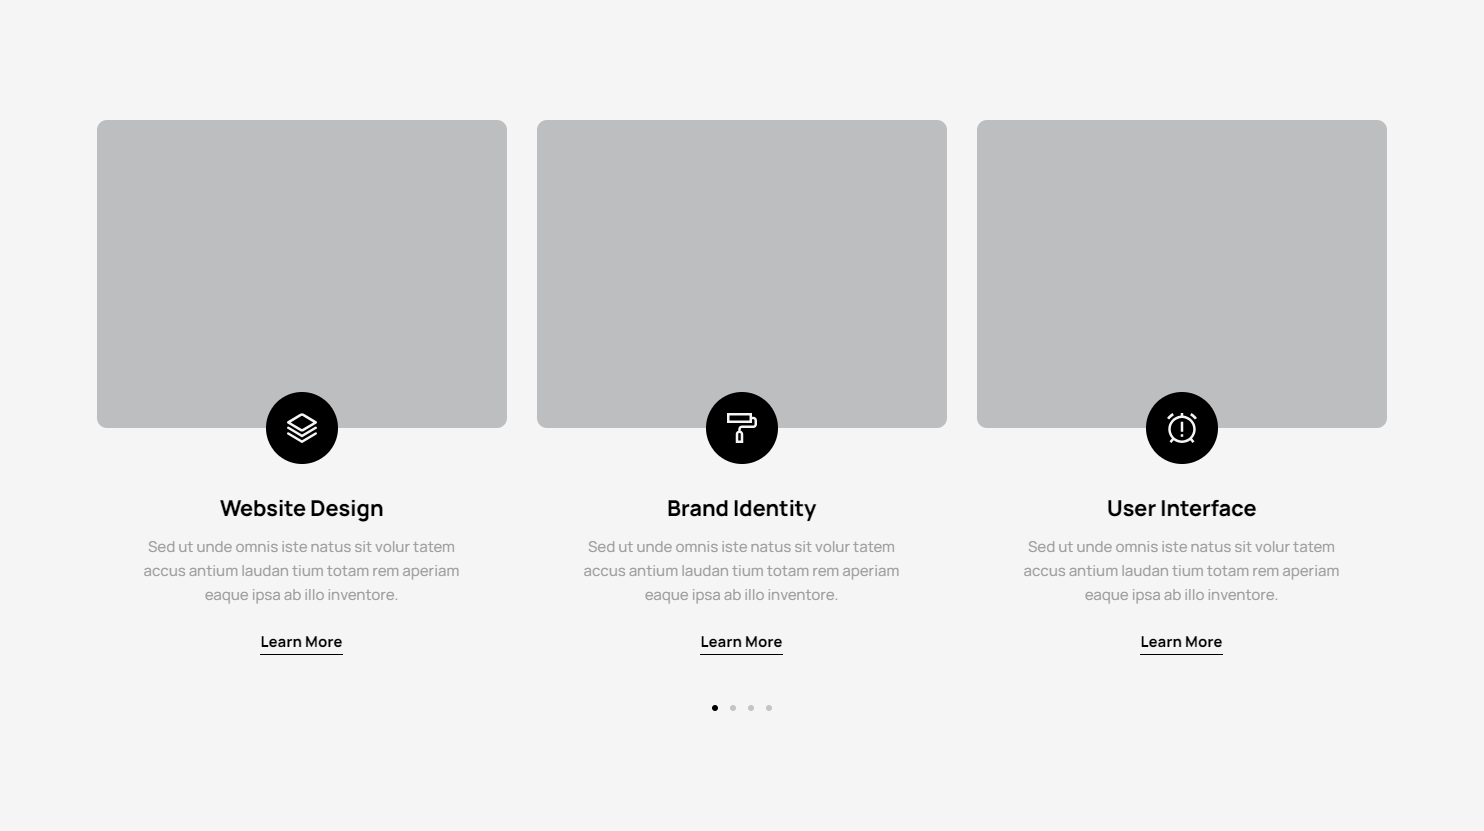 Website Design
Sed ut unde omnis iste natus sit volur tatem
accus antium laudan tium totam rem aperiam
eaque ipsa ab illo inventore.
Learn More
Brand Identity
Sed ut unde omnis iste natus sit volur tatem
accus antium laudan tium totam rem aperiam
eaque ipsa ab illo inventore.
Learn More
User Interface
Sed ut unde omnis iste natus sit volur tatem
accus antium laudan tium totam rem aperiam
eaque ipsa ab illo inventore.
Learn More